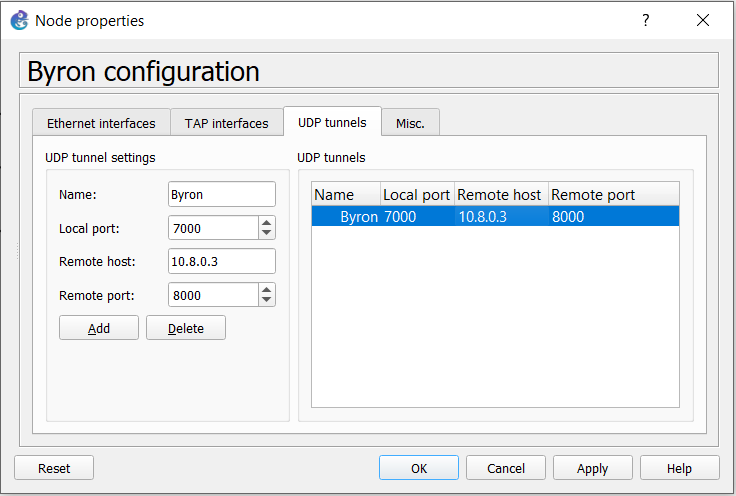 Node properties
?
Byron configuration
Ethernet interfaces TAP interfaces UDP tunnels Misc.
UDP tunnel settings
Name: Byron
Local port: 7000
Remote host: 10.8.0.3
Remote port: 8000
Add Delete
UDP tunnels
Name Local port Remote host Remote port
Byron 7000 10.8.0.3 8000
Reset OK Cancel Apply Help